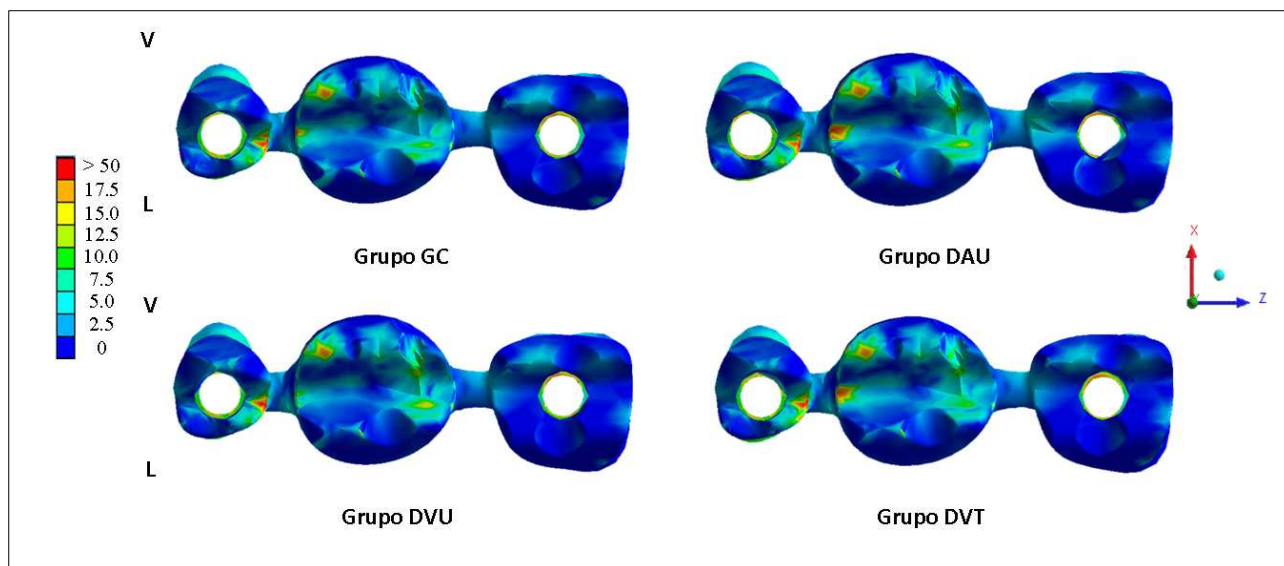 V
> 50
17.5
15.0
12.5
10.0
7.5
5.0
2.5
0
L
Grupo GC
Grupo DAU
X
Y
Z
V
L
Grupo DVU
Grupo DVT